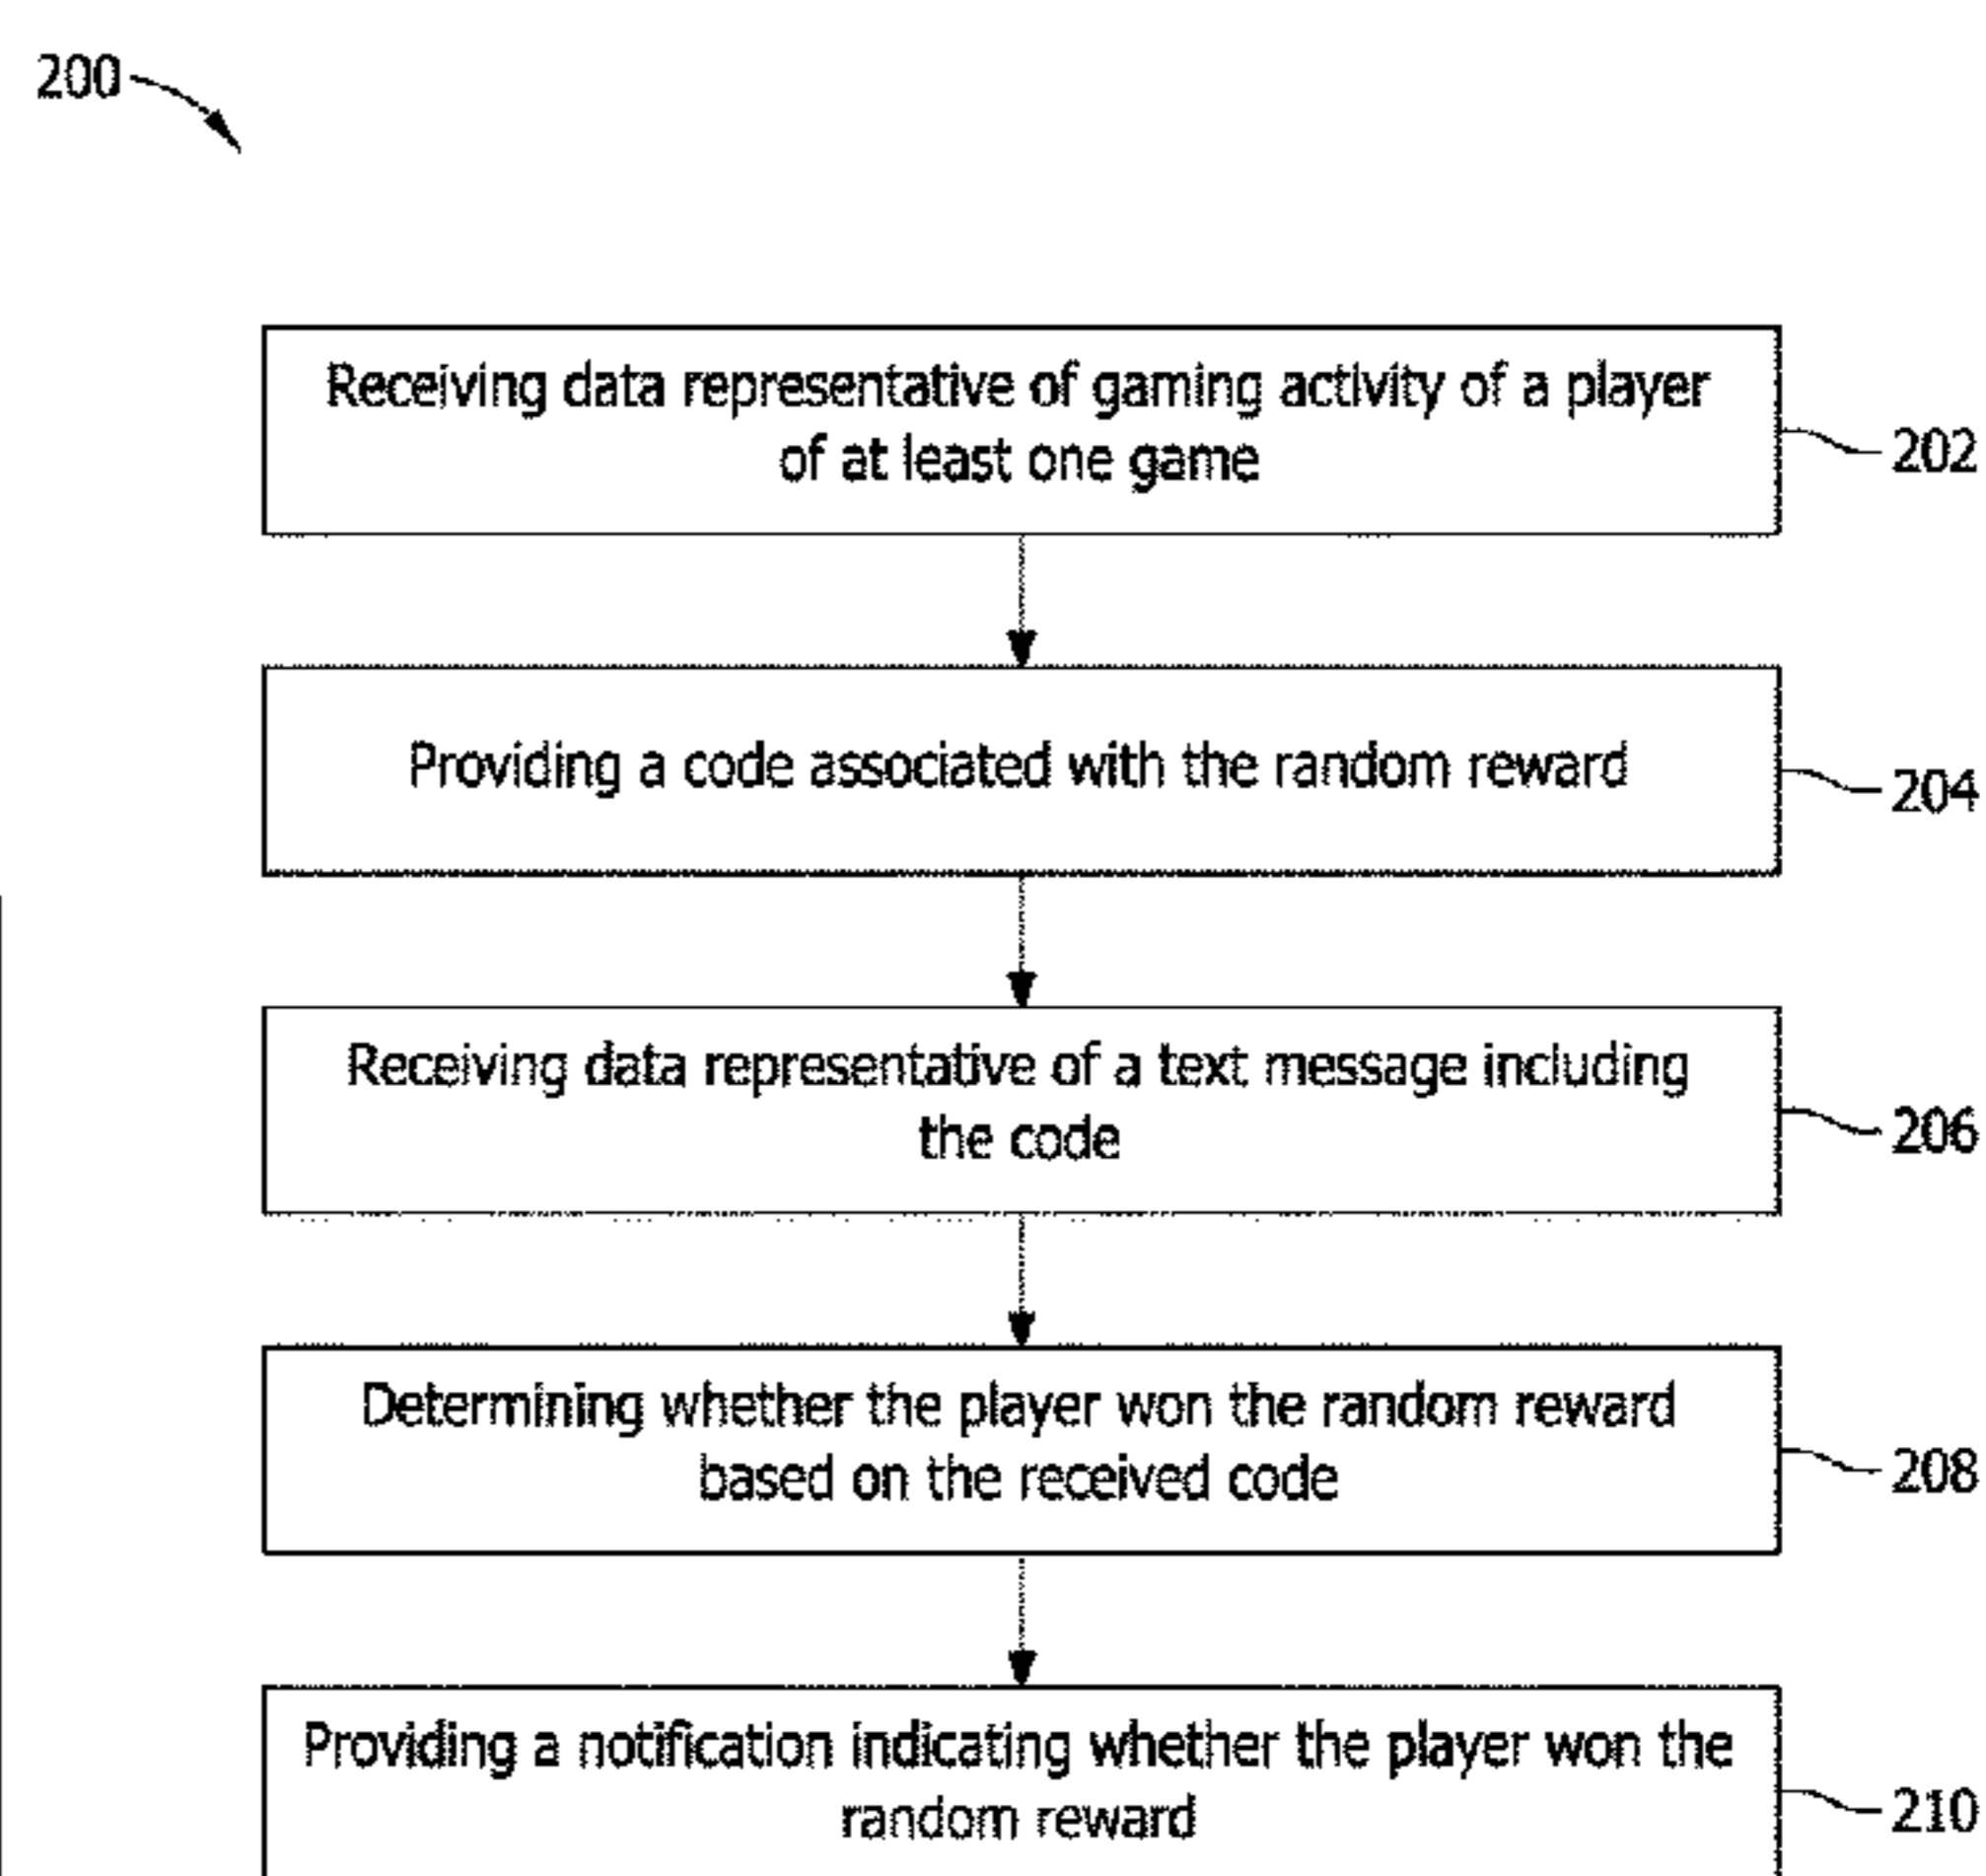 200
Receiving data representative of gaming activity of a player
of at least one game
202
Providing a code associated with the random reward
204
Receiving data representative of a text message including
the code
206
Determining whether the player won the random reward
based on the received code
208
Providing a notification indicating whether the player won the
random reward
210